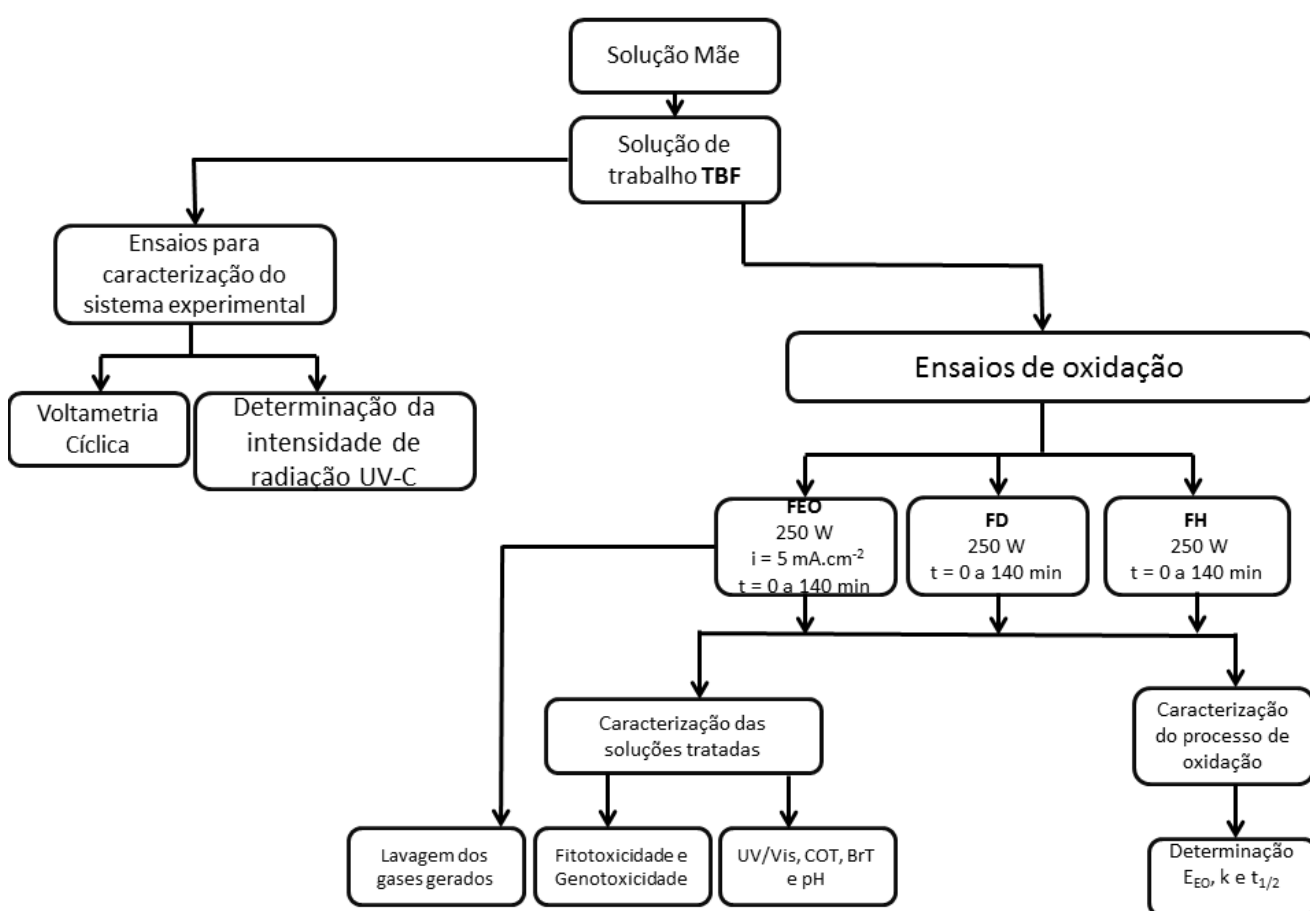 Solução Mãe
Solução de
trabalho TBF
Ensaios para
caracterização do
sistema experimental
Voltametria
Cíclica
Determinação da
intensidade de
radiação UV-C
Ensaios de oxidação
FEO
250 W
i = 5 mA.cm⁻²
t = 0 a 140 min
FD
250 W
t = 0 a 140 min
FH
250 W
t = 0 a 140 min
Caracterização das
soluções tratadas
Caracterização
do processo de
oxidação
Lavagem dos
gases gerados
Fitotoxicidade e
Genotoxicidade
UV/Vis, COT, BrT
e pH
Determinação
E_EO, k e t_1/2